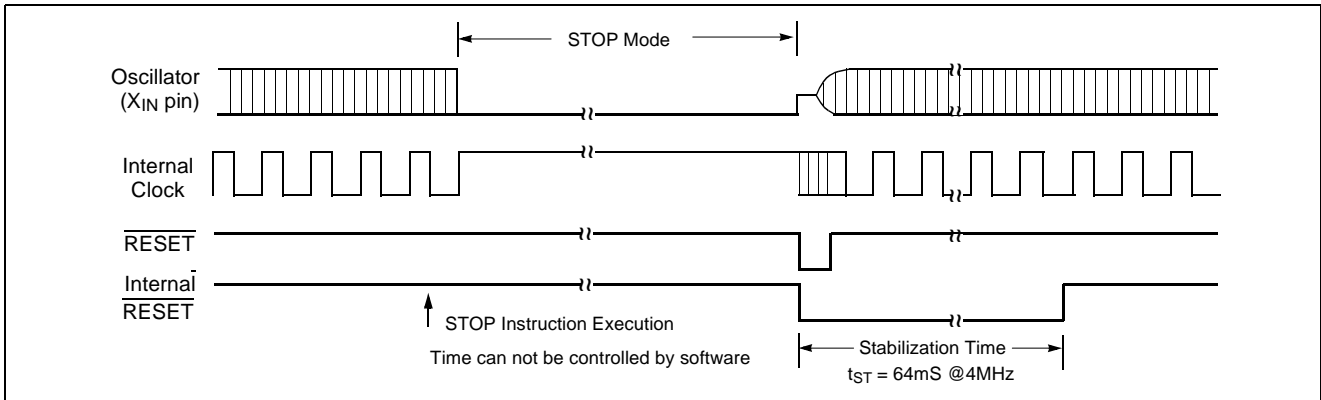 STOP Mode
Oscillator
(XIN pin)
Internal
Clock
RESET
Internal
RESET
STOP Instruction Execution
Time can not be controlled by software
Stabilization Time
tST = 64mS @4MHz